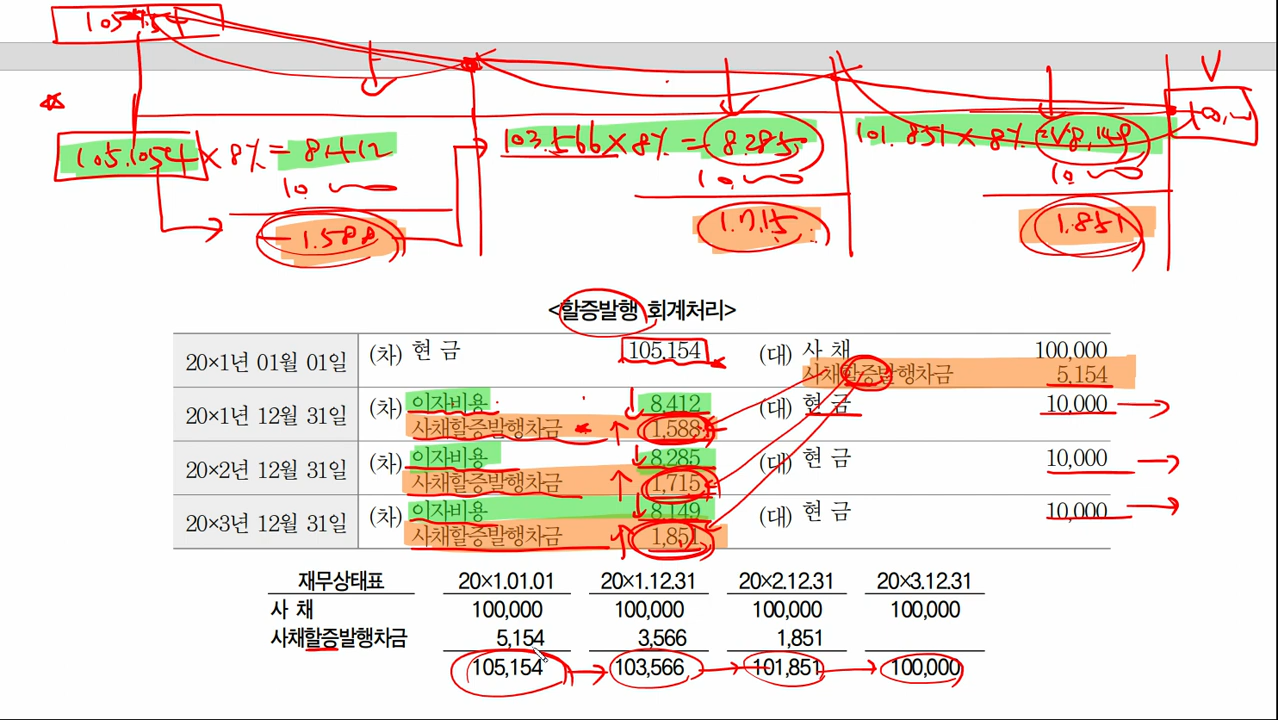 105.154
105.1054 × 8% = 8.412
10.000
1.588
103.566 × 8% = 8.285
10.000
1.715
101.851 × 8% = 8.148
10.000
1.851
100,000
<할증발행 회계처리>
20×1년 01월 01일 (차) 현 금 105,154 (대) 사 채 100,000
사채할증발행차금 5,154
20×1년 12월 31일 (차) 이자비용 8,412 (대) 현 금 10,000
사채할증발행차금 1,588
20×2년 12월 31일 (차) 이자비용 8,285 (대) 현 금 10,000
사채할증발행차금 1,715
20×3년 12월 31일 (차) 이자비용 8,149 (대) 현 금 10,000
사채할증발행차금 1,851
재무상태표 20×1.01.01 20×1.12.31 20×2.12.31 20×3.12.31
사 채 100,000 100,000 100,000 100,000
사채할증발행차금 5,154 3,566 1,851
105,154 103,566 101,851 100,000